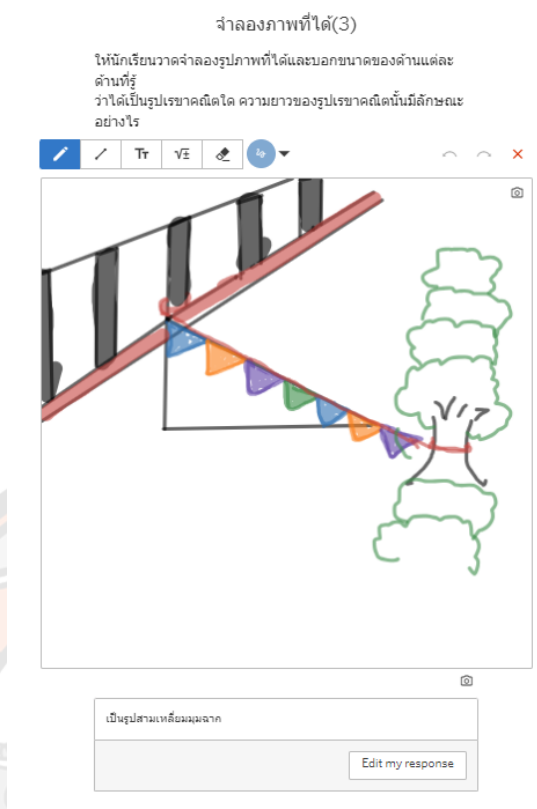 จำลองภาพที่ได้(3)
ให้นักเรียนวาดจำลองรูปภาพที่ได้และบอกขนาดของด้านแต่ละ
ด้านที่รู้
ว่าได้เป็นรูปเรขาคณิตใด ความยาวของรูปเรขาคณิตนั้นมีลักษณะ
อย่างไร
Tт √±
เป็นรูปสามเหลี่ยมมุมฉาก
Edit my response